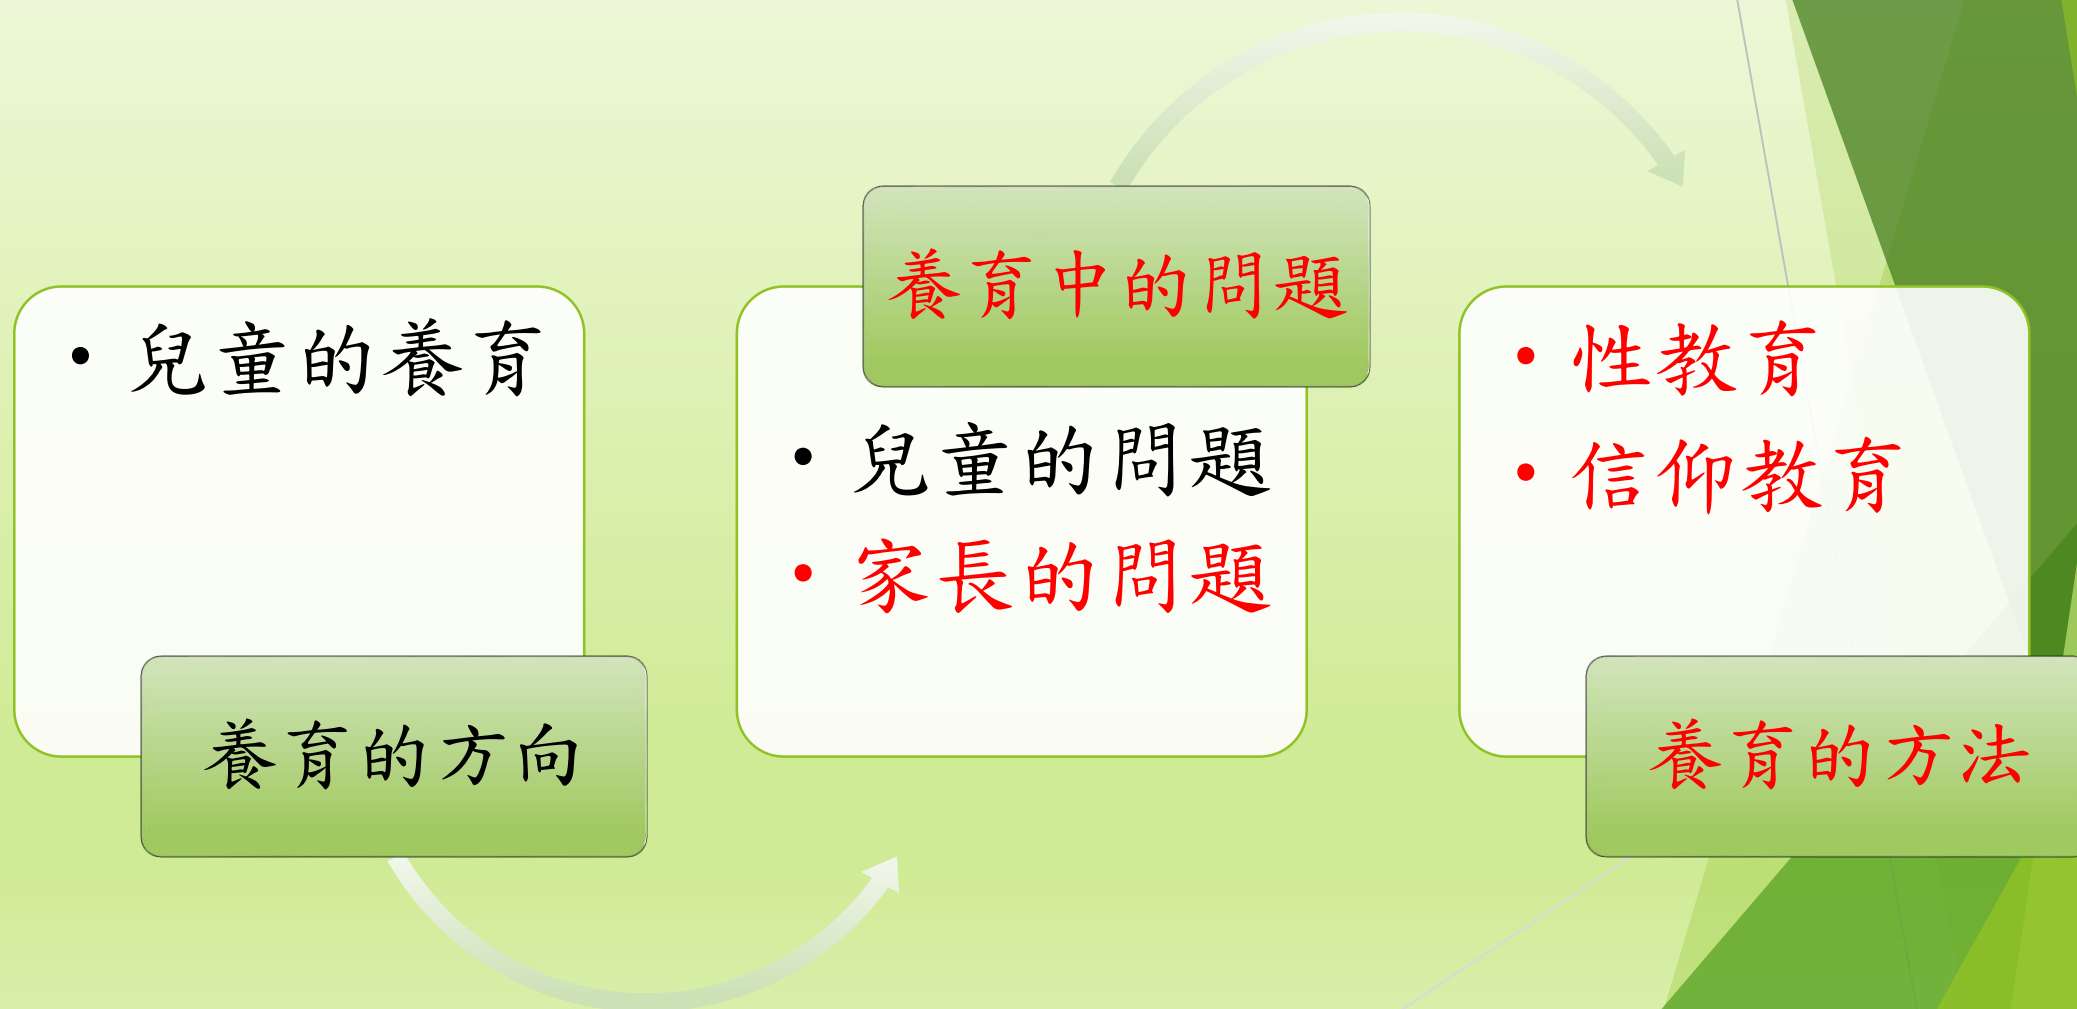 • 兒童的養育
養育的方向
養育中的問題
• 兒童的問題
• 家長的問題
• 性教育
• 信仰教育
養育的方法